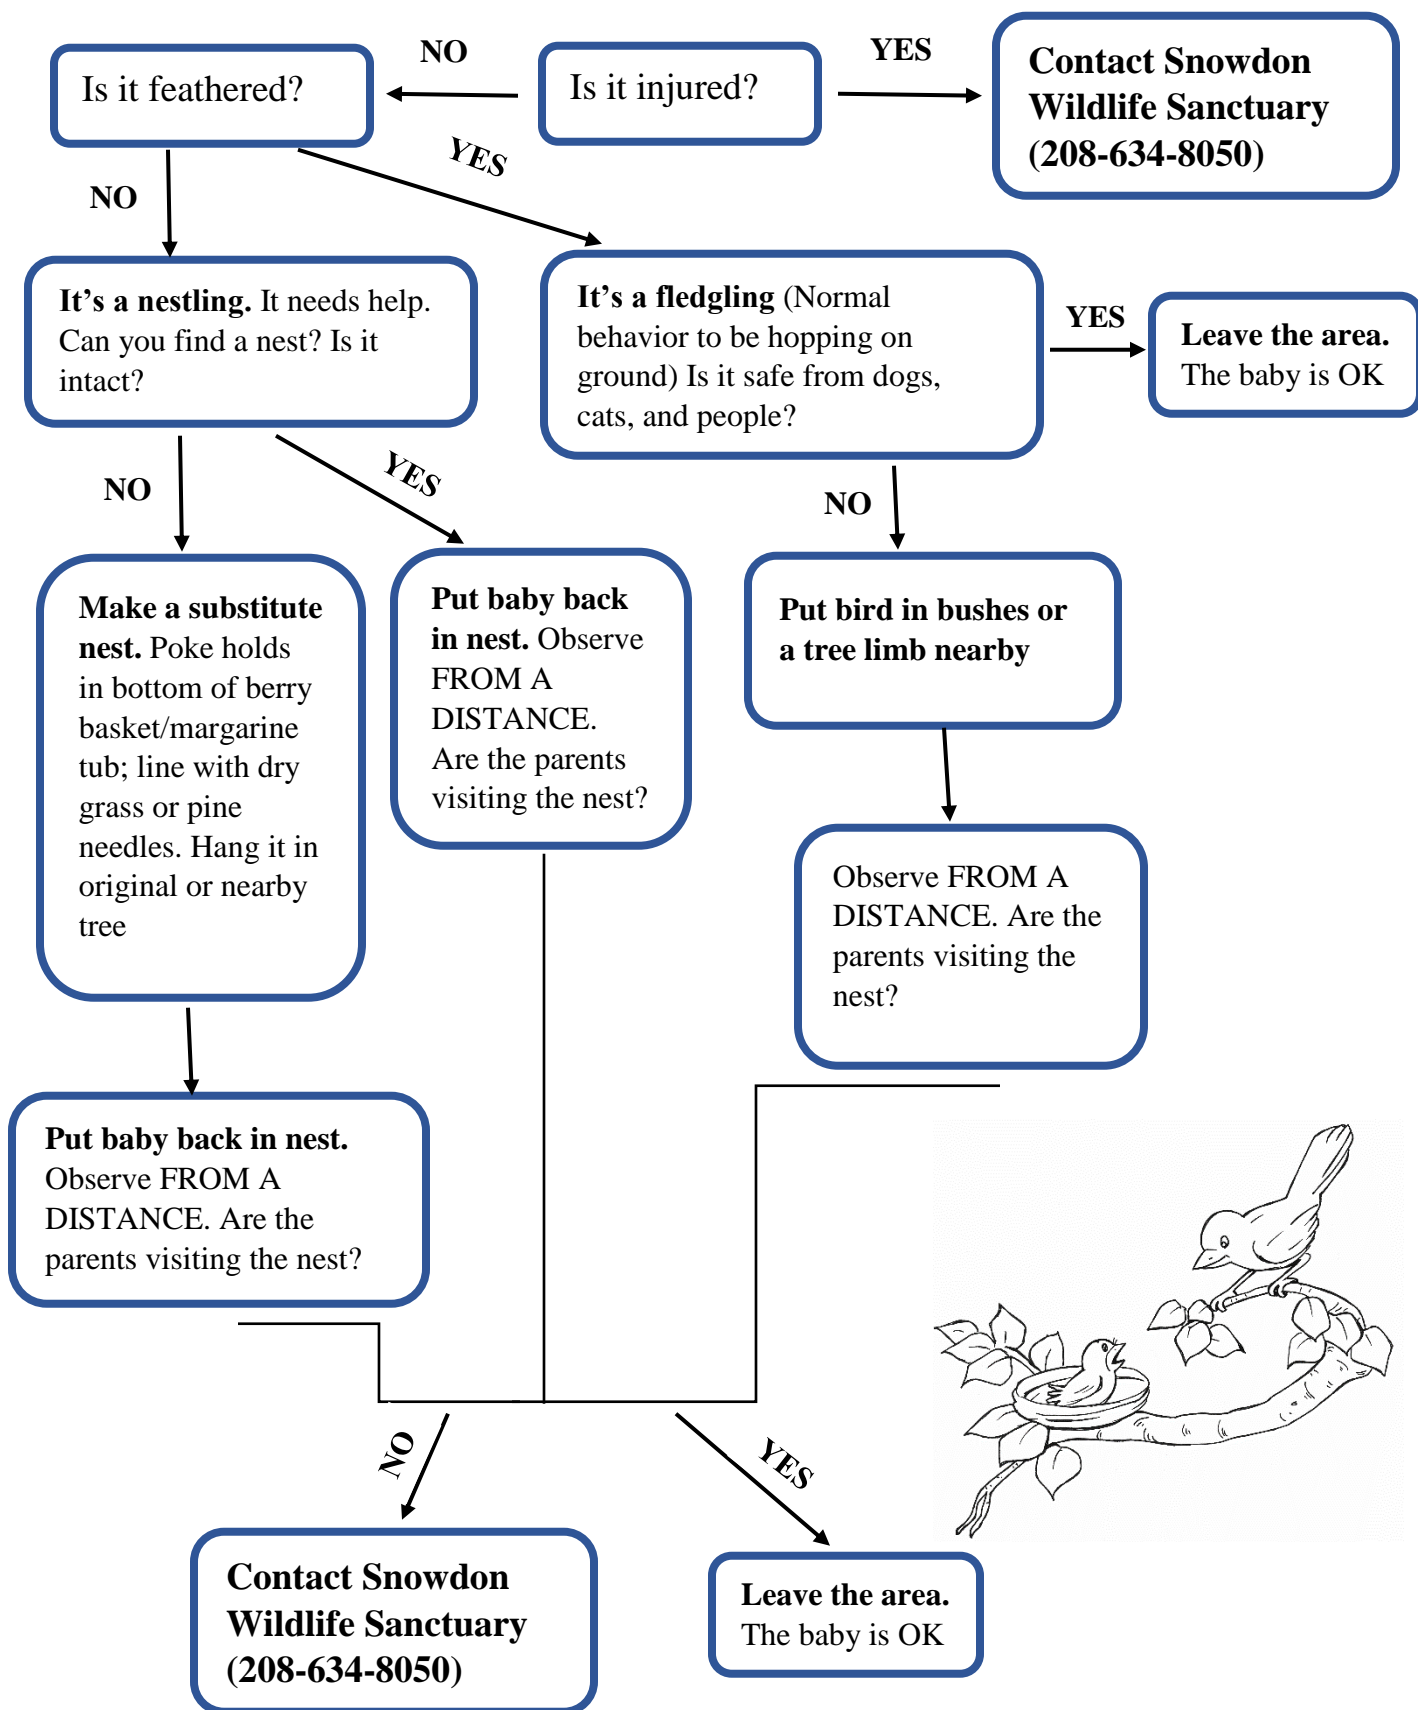 Is it injured?
YES
Contact Snowdon
Wildlife Sanctuary
(208-634-8050)
NO
Is it feathered?
NO
YES
It's a nestling. It needs help.
Can you find a nest? Is it
intact?
It's a fledgling (Normal
behavior to be hopping on
ground) Is it safe from dogs,
cats, and people?
YES
Leave the area.
The baby is OK
NO
YES
NO
Make a substitute
nest. Poke holds
in bottom of berry
basket/margarine
tub; line with dry
grass or pine
needles. Hang it in
original or nearby
tree
Put baby back
in nest. Observe
FROM A
DISTANCE.
Are the parents
visiting the nest?
Put bird in bushes or
a tree limb nearby
Observe FROM A
DISTANCE. Are the
parents visiting the
nest?
Put baby back in nest.
Observe FROM A
DISTANCE. Are the
parents visiting the nest?
NO
YES
Contact Snowdon
Wildlife Sanctuary
(208-634-8050)
Leave the area.
The baby is OK